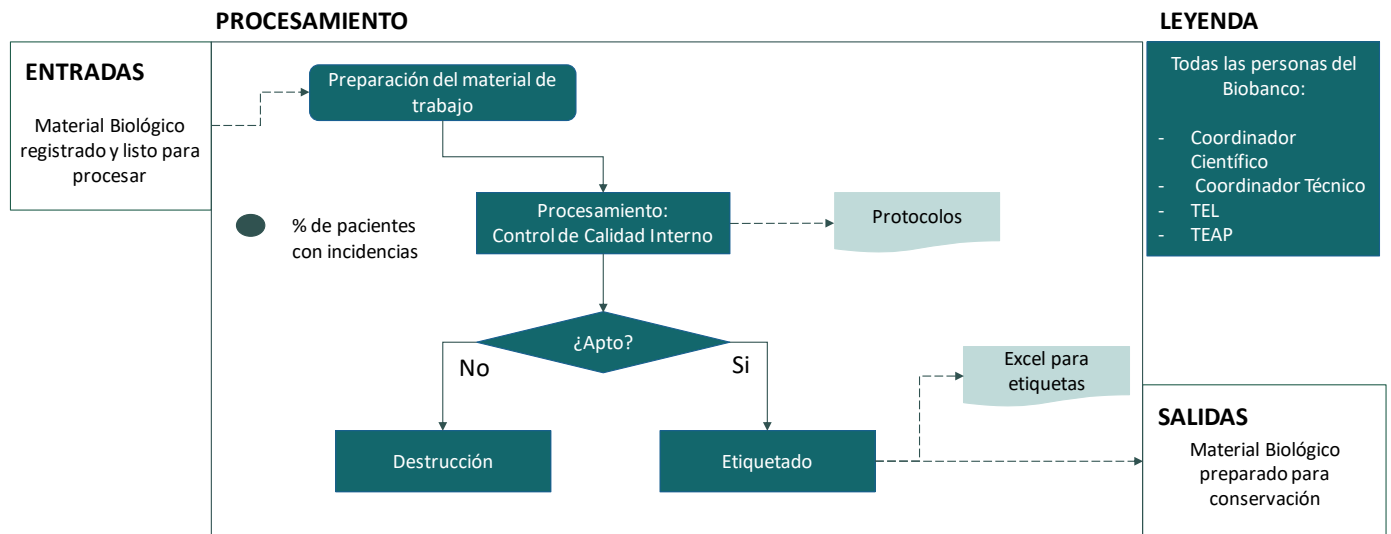 PROCESAMIENTO
LEYENDA
ENTRADAS
Material Biológico
registrado y listo para
procesar
Preparación del material de
trabajo
% de pacientes
con incidencias
Procesamiento:
Control de Calidad Interno
Protocolos
¿Apto?
No
Si
Destrucción
Etiquetado
Excel para
etiquetas
Todas las personas del
Biobanco:
- Coordinador
Científico
- Coordinador Técnico
- TEL
- TEAP
SALIDAS
Material Biológico
preparado para
conservación